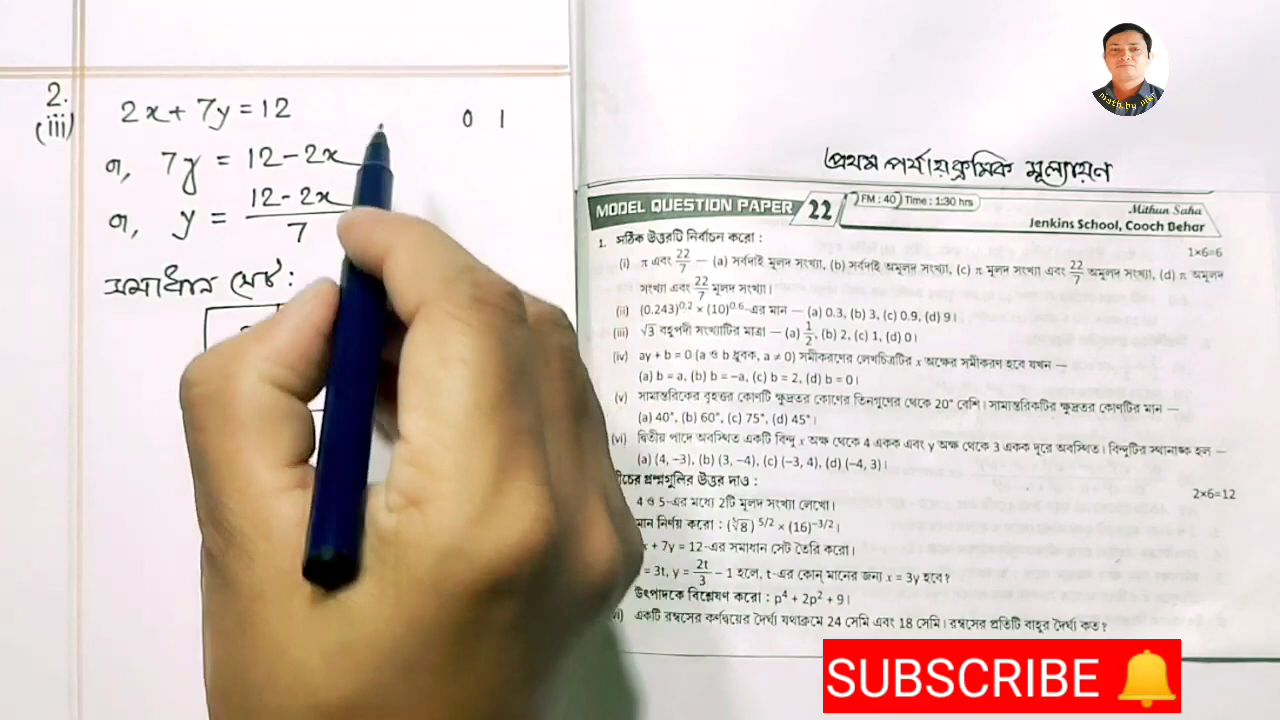 2.
(iii)
2x + 7y = 12
0 1
বা, 7y = 12 - 2x
বা, y = 12 - 2x / 7
সমাধান সেট :
math by mkr
প্রথম পর্যায়ক্রমিক মূল্যায়ন
MODEL QUESTION PAPER 22 FM : 40 Time : 1:30 hrs
Mithun Saha
Jenkins School, Cooch Behar
1. সঠিক উত্তরটি নির্বাচন করো : 1×6=6
(i) π এবং 22/7 — (a) সর্বদাই মূলদ সংখ্যা, (b) সর্বদাই অমূলদ সংখ্যা, (c) π মূলদ সংখ্যা এবং 22/7 অমূলদ সংখ্যা, (d) π অমূলদ
সংখ্যা এবং 22/7 মূলদ সংখ্যা।
(ii) (0.243)^0.2 × (10)^0.6-এর মান — (a) 0.3, (b) 3, (c) 0.9, (d) 9।
(iii) √3 বহুপদী সংখ্যাটির মাত্রা — (a) 1/2, (b) 2, (c) 1, (d) 0।
(iv) ay + b = 0 (a ও b ধ্রুবক, a ≠ 0) সমীকরণের লেখচিত্রটির x অক্ষের সমীকরণ হবে যখন —
(a) b = a, (b) b = -a, (c) b = 2, (d) b = 0।
(v) সামান্তরিকের বৃহত্তর কোণটি ক্ষুদ্রতর কোণের তিনগুণের থেকে 20° বেশি। সামান্তরিকটির ক্ষুদ্রতর কোণটির মান —
(a) 40°, (b) 60°, (c) 75°, (d) 45°।
(vi) দ্বিতীয় পাদে অবস্থিত একটি বিন্দু x অক্ষ থেকে 4 একক এবং y অক্ষ থেকে 3 একক দূরে অবস্থিত। বিন্দুটির স্থানাঙ্ক হল —
(a) (4, -3), (b) (3, -4), (c) (-3, 4), (d) (-4, 3)।
নীচের প্রশ্নগুলির উত্তর দাও : 2×6=12
4 ও 5-এর মধ্যে 2টি মূলদ সংখ্যা লেখো।
মান নির্ণয় করো : (⁵√8)^5/2 × (16)^-3/2।
x + 7y = 12-এর সমাধান সেট তৈরি করো।
= 3t, y = 2t/3 - 1 হলে, t-এর কোন্ মানের জন্য x = 3y হবে?
উৎপাদকে বিশ্লেষণ করো : p⁴ + 2p² + 9।
একটি রম্বসের কর্ণদ্বয়ের দৈর্ঘ্য যথাক্রমে 24 সেমি এবং 18 সেমি। রম্বসের প্রতিটি বাহুর দৈর্ঘ্য কত?
SUBSCRIBE